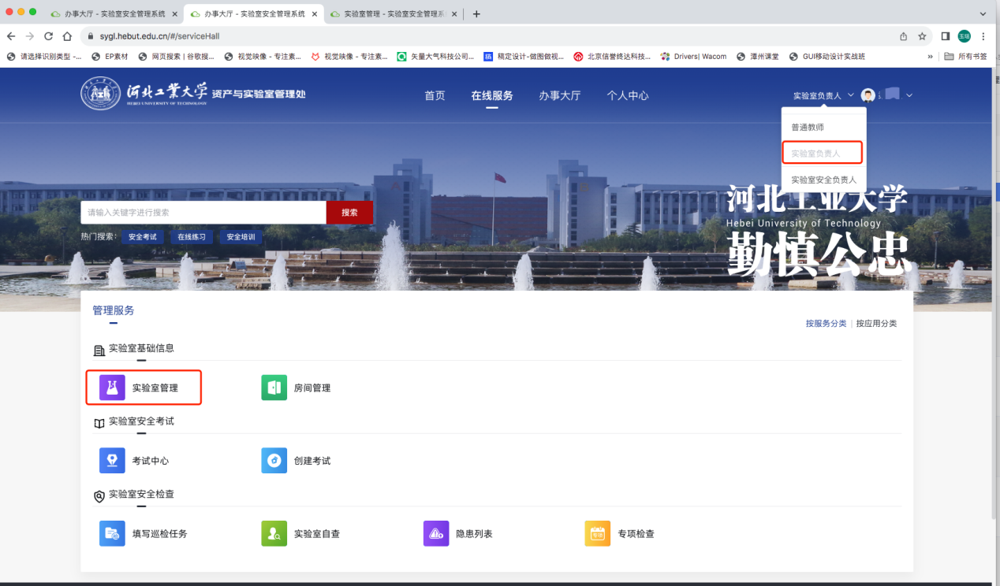 办事大厅 - 实验室安全管理系统
办事大厅 - 实验室安全管理系统
实验室管理 - 实验室安全管理系
sygl.hebut.edu.cn/#/serviceHall
玉瑶
请选择识别类型 -...
EP素材
网页搜索 | 谷歌搜...
视觉映像 - 专注素...
视觉映像 - 专注素...
矢量大气科技公司...
稿定设计-做图做视...
北京信誉终达科技...
Drivers| Wacom
潭州课堂
GUI移动设计实战班
»
所有书签
河北工业大学 资产与实验室管理处
HEBEI UNIVERSITY OF TECHNOLOGY
首页
在线服务
办事大厅
个人中心
实验室负责人
普通教师
实验室负责人
实验室安全负责人
请输入关键字进行搜索
搜索
热门搜索:
安全考试
在线练习
安全培训
河北工业大学
Hebei University of Technology
勤慎公忠
管理服务
按服务分类 | 按应用分类
实验室基础信息
实验室管理
房间管理
实验室安全考试
考试中心
创建考试
实验室安全检查
填写巡检任务
实验室自查
隐患列表
专项
专项检查